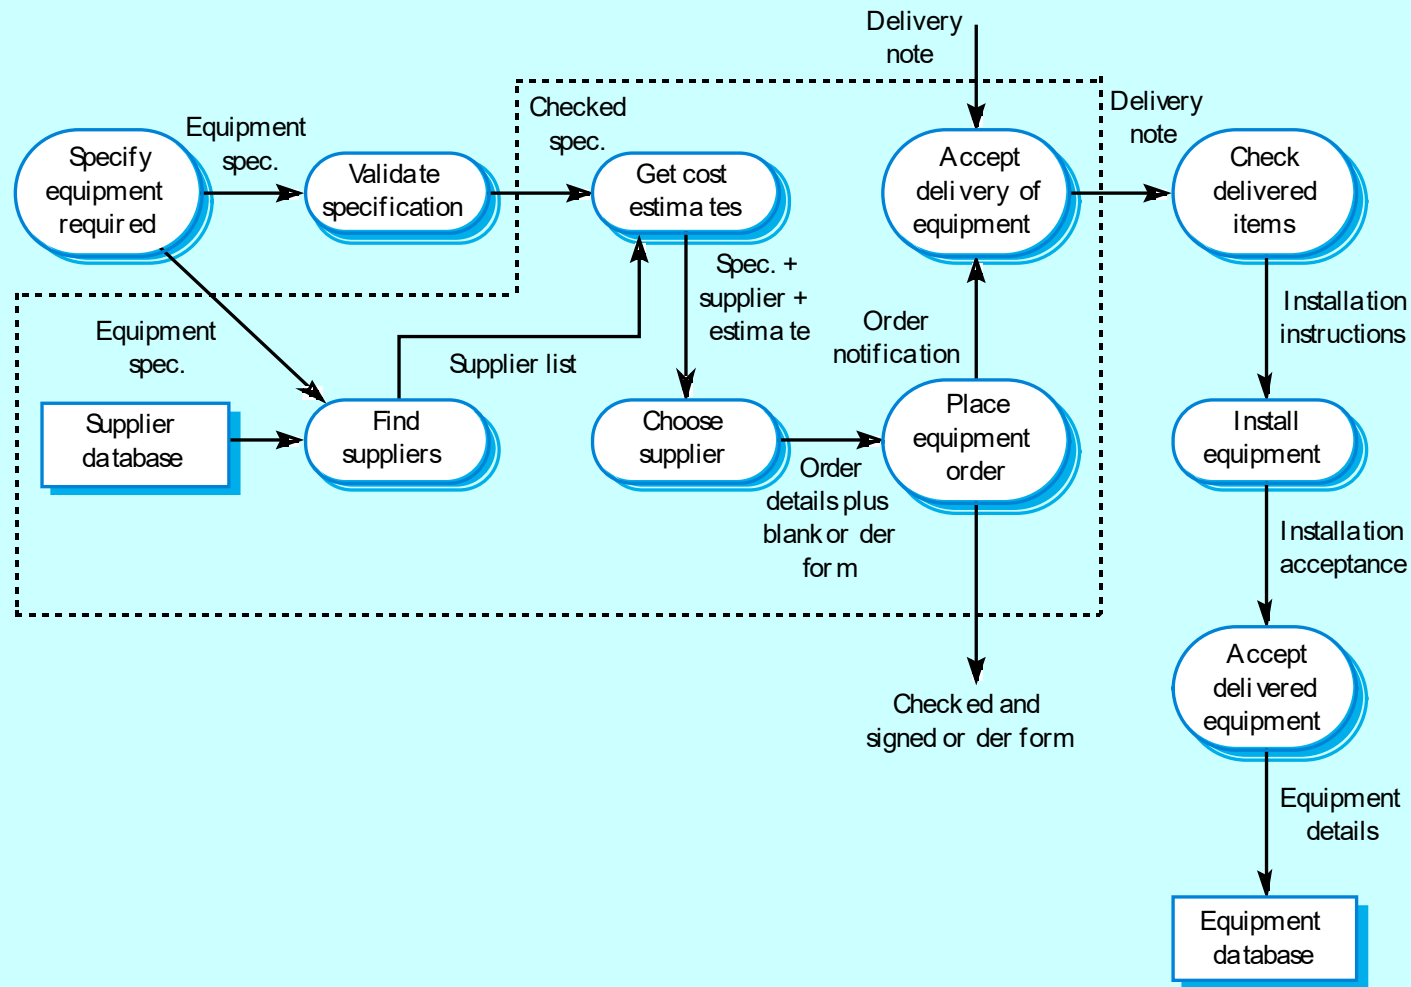 Delivery
note
Equipment
spec.
Checked
spec.
Delivery
note
Specify
equipment
required
Validate
specification
Get cost
estimates
Accept
delivery of
equipment
Check
delivered
items
Spec. +
supplier +
estimate
Order
notification
Installation
instructions
Equipment
spec.
Supplier list
Supplier
database
Find
suppliers
Choose
supplier
Place
equipment
order
Install
equipment
Order
details plus
blank order
form
Installation
acceptance
Checked and
signed order form
Accept
delivered
equipment
Equipment
details
Equipment
database